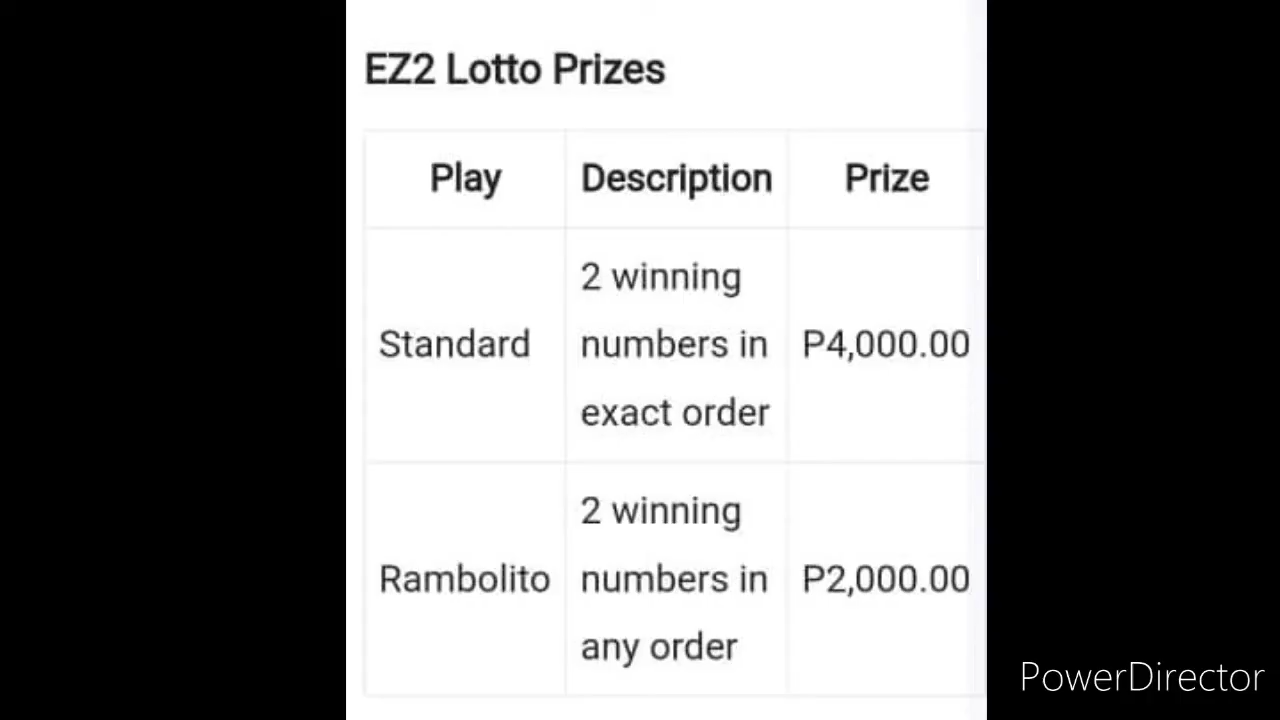 EZ2 Lotto Prizes
Play Description Prize
Standard 2 winning numbers in exact order P4,000.00
Rambolito 2 winning numbers in any order P2,000.00
PowerDirector